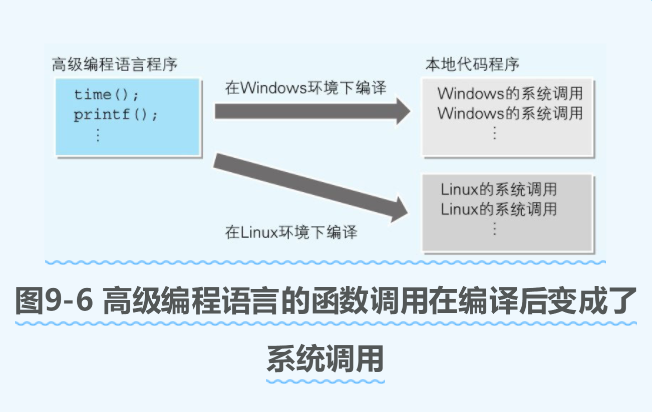 高级编程语言程序
time();
printf();
⋮
在Windows环境下编译
在Linux环境下编译
本地代码程序
Windows的系统调用
Windows的系统调用
⋮
Linux的系统调用
Linux的系统调用
⋮
图9-6 高级编程语言的函数调用在编译后变成了
系统调用